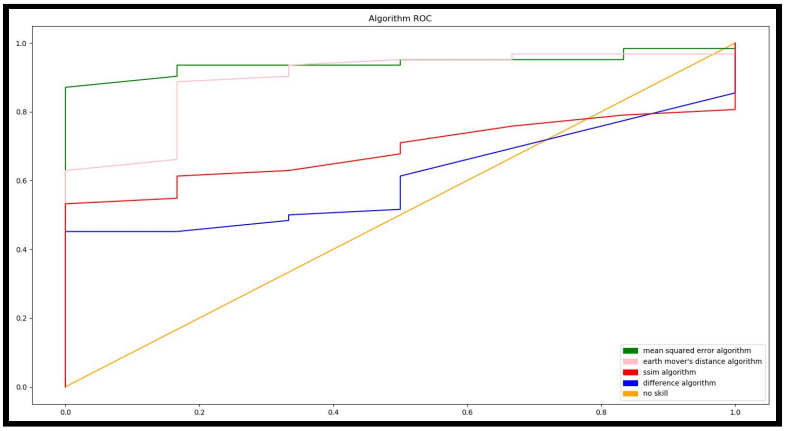 Algorithm ROC
1.0
0.8
0.6
0.4
0.2
0.0
0.0
0.2
0.4
0.6
0.8
1.0
mean squared error algorithm
earth mover's distance algorithm
ssim algorithm
difference algorithm
no skill